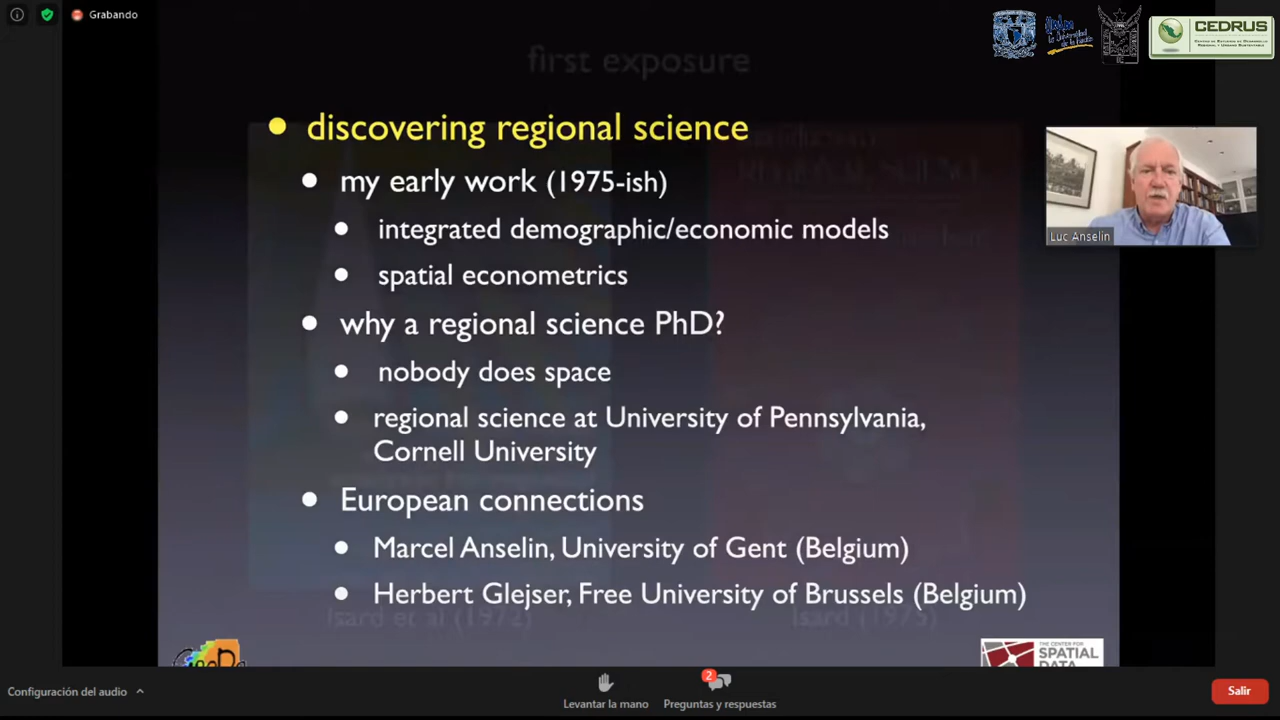 Grabando
CEDRUS
first exposure
discovering regional science
my early work (1975-ish)
integrated demographic/economic models
spatial econometrics
why a regional science PhD?
nobody does space
regional science at University of Pennsylvania,
Cornell University
European connections
Marcel Anselin, University of Gent (Belgium)
Herbert Glejser, Free University of Brussels (Belgium)
Isard et al (1972)
Isard (1975)
Luc Anselin
THE CENTER FOR
SPATIAL
DATA
Configuración del audio
Levantar la mano
2
Preguntas y respuestas
Salir